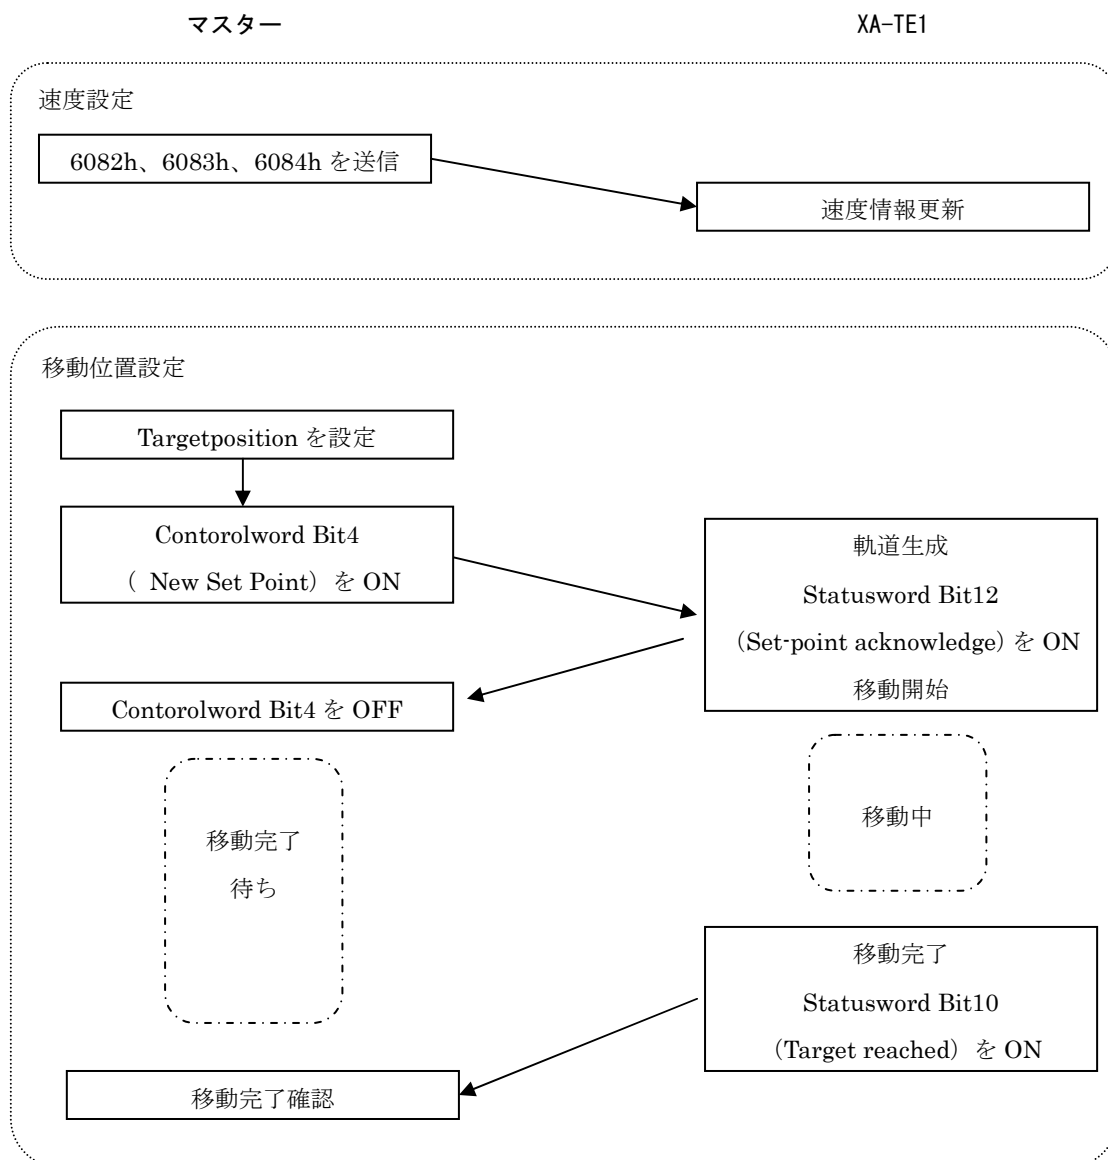 マスター
XA-TE1
速度設定
6082h、6083h、6084h を送信
速度情報更新
移動位置設定
Targetposition を設定
Contorolword Bit4
（ New Set Point）を ON
軌道生成
Statusword Bit12
（Set-point acknowledge）を ON
移動開始
Contorolword Bit4 を OFF
移動中
移動完了
待ち
移動完了
Statusword Bit10
（Target reached）を ON
移動完了確認